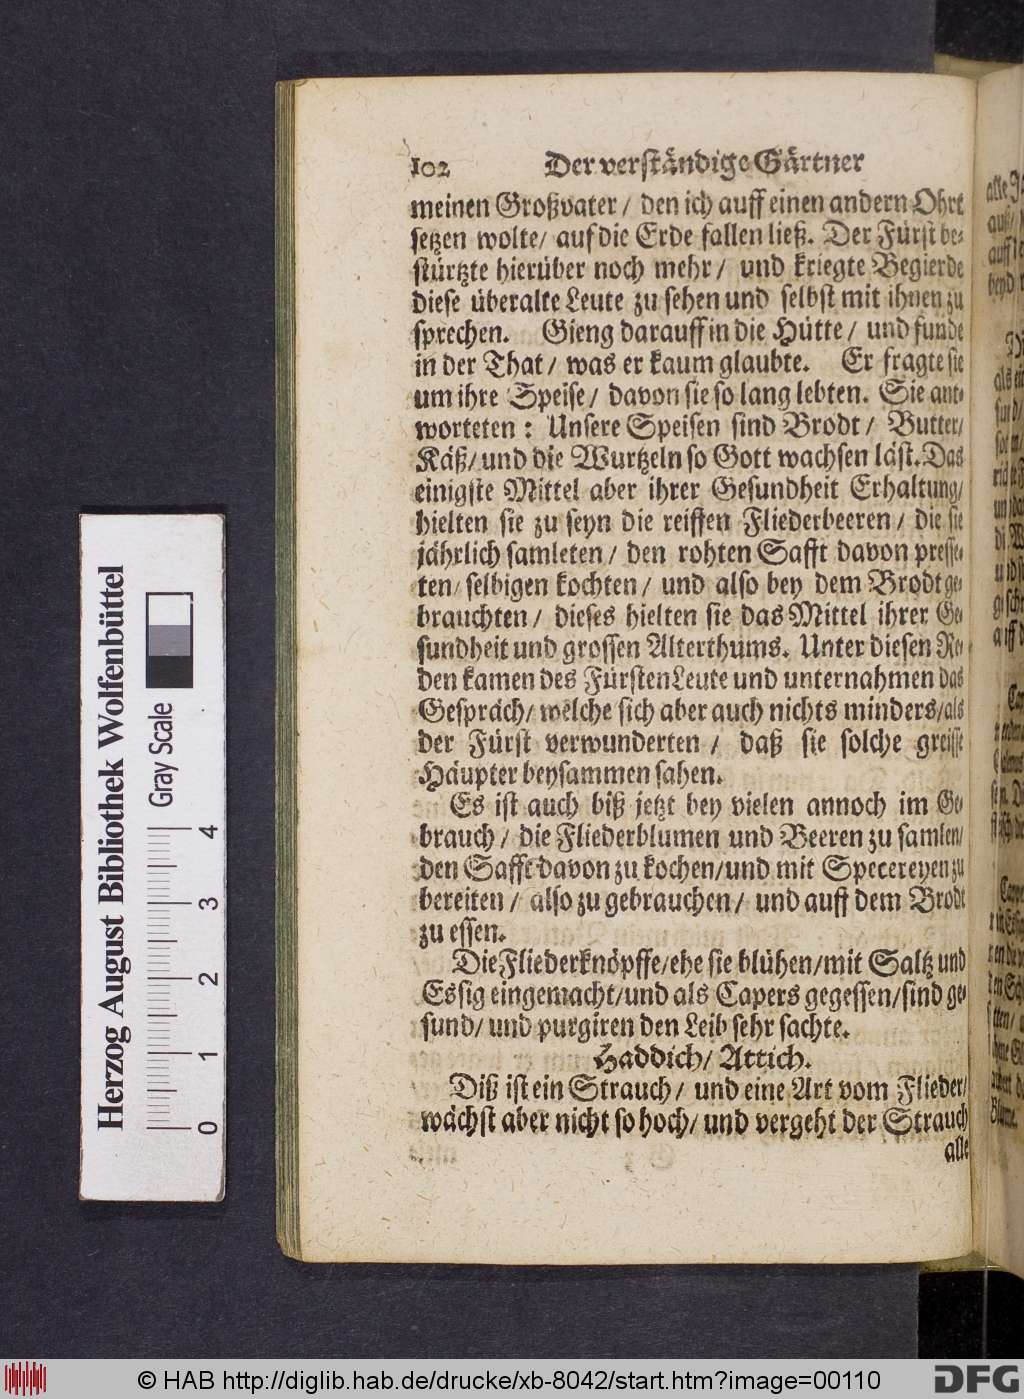 102 Der verständige Gärtner
meinen Großvater / den ich auff einen andern Ohrt
setzen wolte/ auf die Erde fallen ließ. Der Fürst be-
stürtzte hierüber noch mehr / und kriegte Begierde
diese überalte Leute zu sehen und selbst mit ihnen zu
sprechen. Gieng darauff in die Hütte / und funde
in der That / was er kaum glaubte. Er fragte sie
um ihre Speise / davon sie so lang lebten. Sie ant-
worteten : Unsere Speisen sind Brodt / Butter/
Käß/ und die Wurtzeln so Gott wachsen läst. Das
einigste Mittel aber ihrer Gesundheit Erhaltung/
hielten sie zu seyn die reiffen Fliederbeeren / die sie
jährlich samleten / den rohten Safft davon presse-
ten/ selbigen kochten / und also bey dem Brodt ge-
brauchten / dieses hielten sie das Mittel ihrer Ge-
sundheit und grossen Alterthums. Unter diesen Re-
den kamen des Fürsten Leute und unternahmen das
Gespräch/ welche sich aber auch nichts minders/als
der Fürst verwunderten / daß sie solche greisse
Häupter beysammen sahen.
Es ist auch biß jetzt bey vielen annoch im Ge-
brauch / die Fliederblumen und Beeren zu samlen/
den Safft davon zu kochen/und mit Specereyen zu
bereiten / also zu gebrauchen / und auff dem Brodt
zu essen.
Die Fliederknöpffe/ehe sie blühen/mit Saltz und
Essig eingemacht/und als Capers gegessen/sind ge-
sund/ und purgiren den Leib sehr sachte.
Haddich/ Attich.
Diß ist ein Strauch / und eine Art vom Flieder/
wächst aber nicht so hoch/ und vergeht der Strauch
alle
Herzog August Bibliothek Wolfenbüttel
Gray Scale
0 1 2 3 4
© HAB http://diglib.hab.de/drucke/xb-8042/start.htm?image=00110
DFG